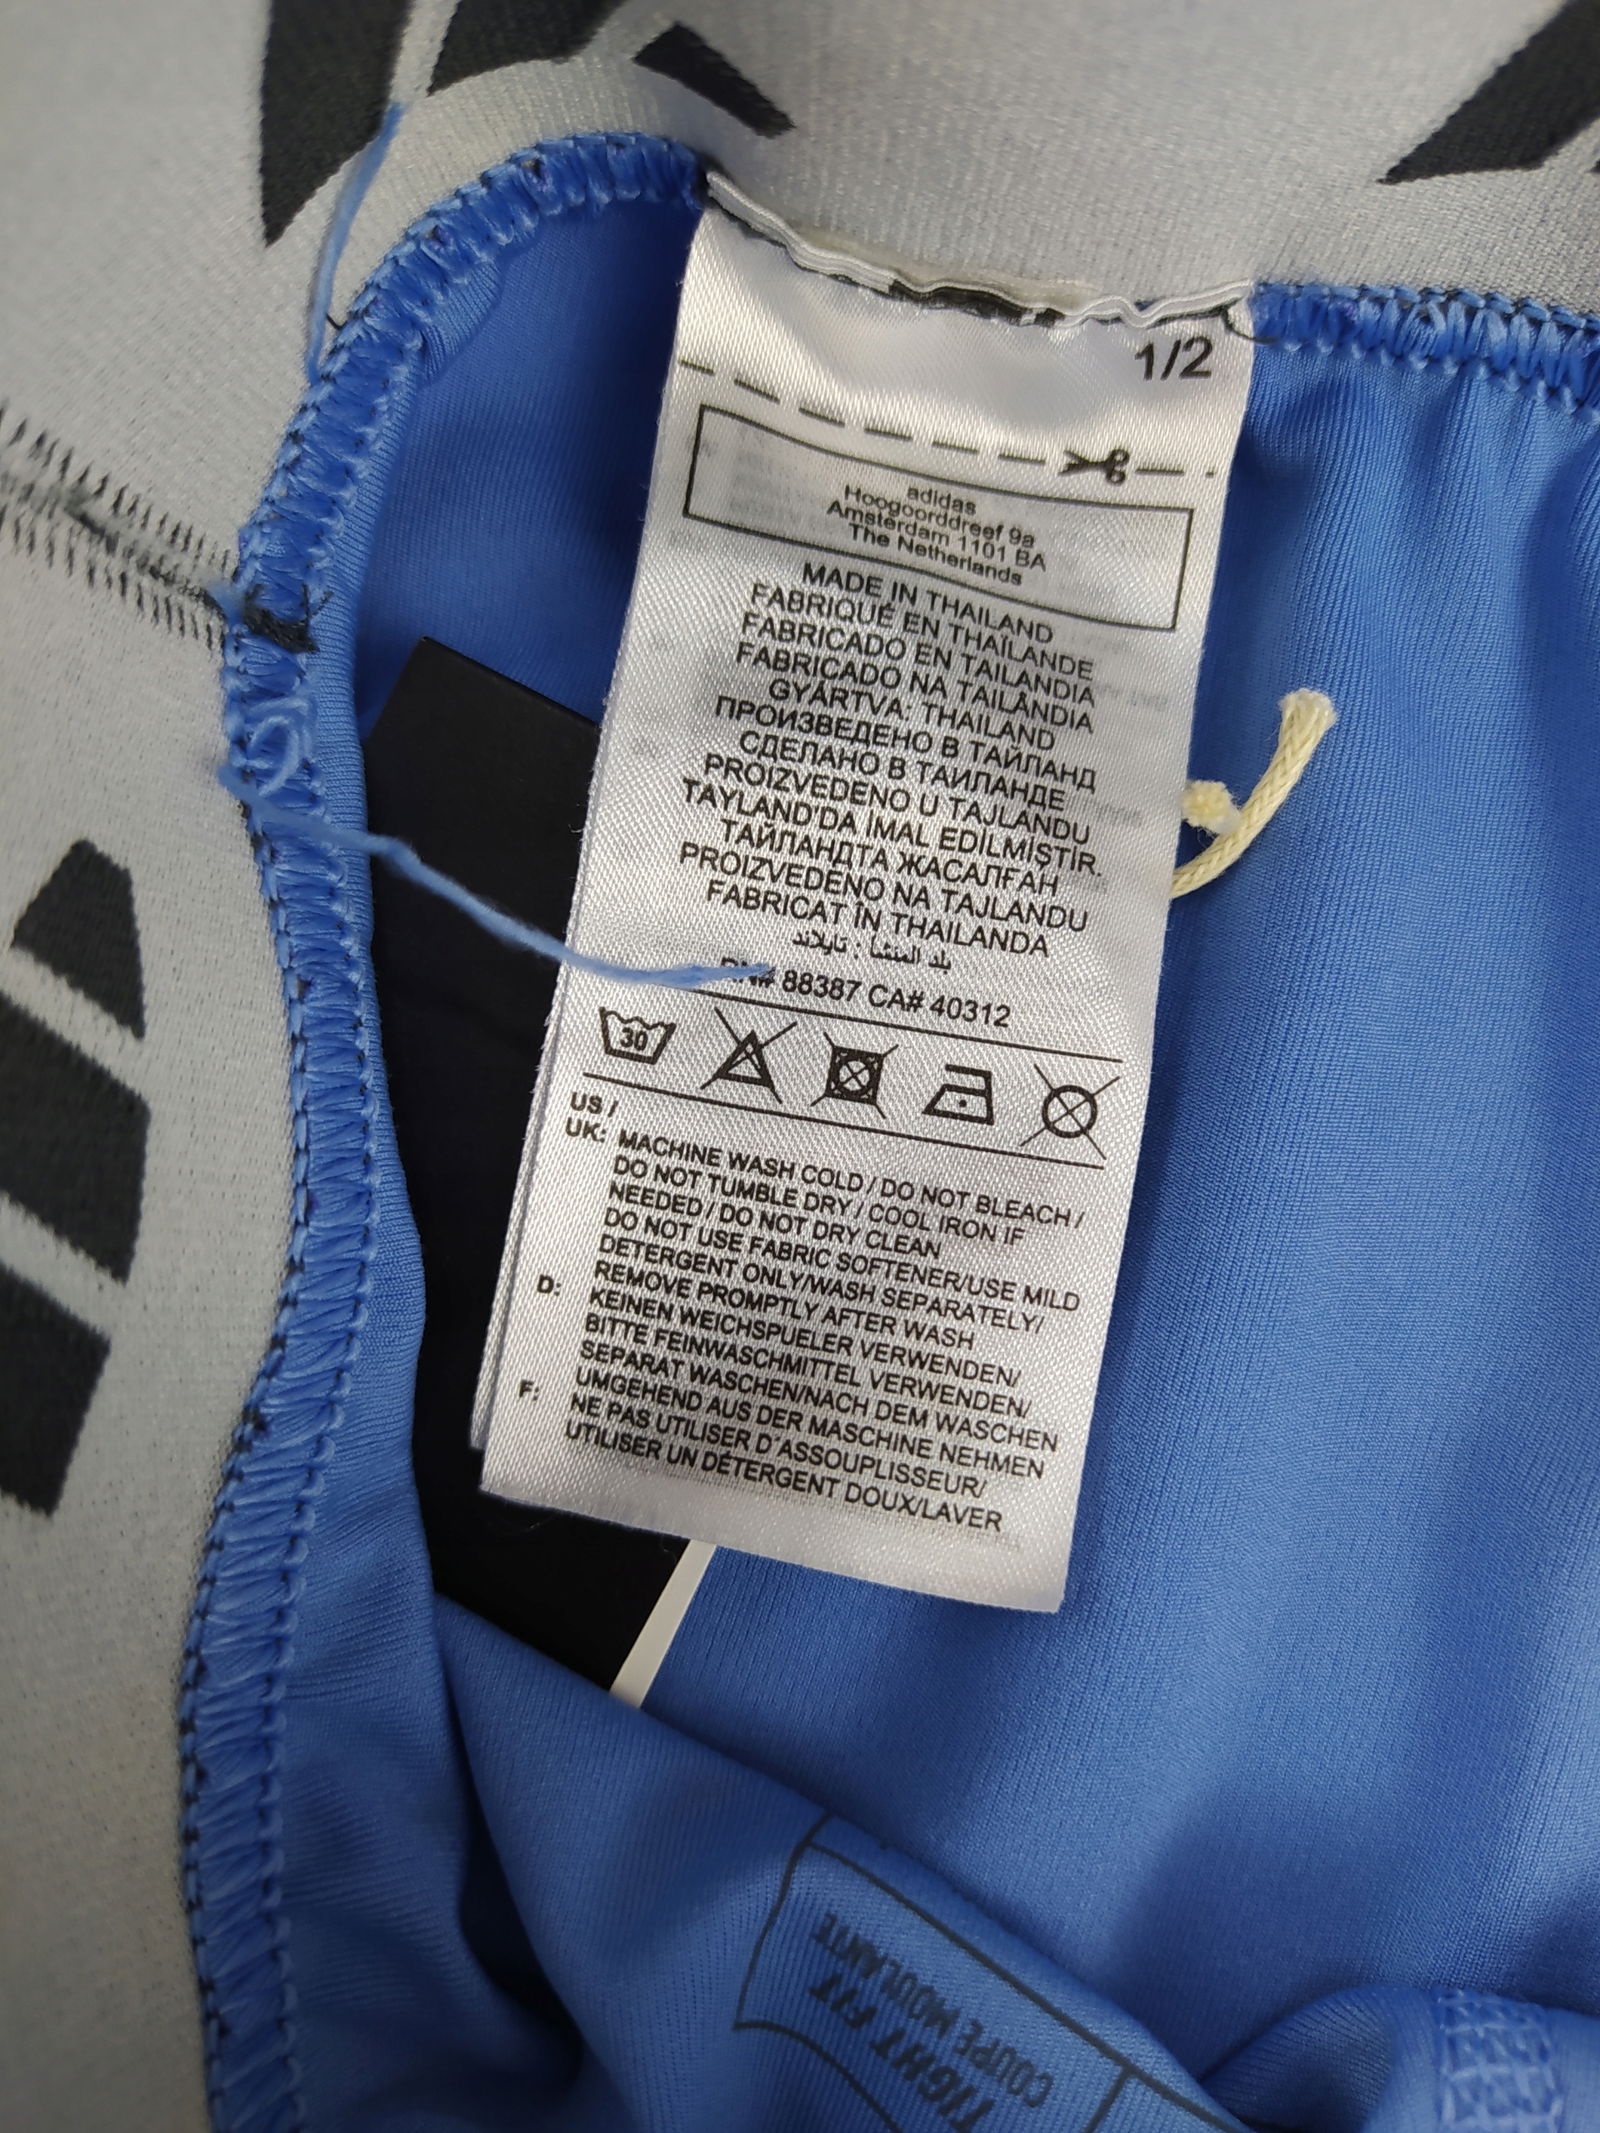 1/2
adidas
Hoogoorddreef 9a
Amsterdam 1101 BA
The Netherlands
MADE IN THAILAND
FABRIQUÉ EN THAÏLANDE
FABRICADO EN TAILANDIA
FABRICADO NA TAILÂNDIA
GYÁRTVA: THAILAND
ПРОИЗВЕДЕНО В ТАЙЛАНД
СДЕЛАНО В ТАИЛАНДЕ
PROIZVEDENO U TAJLANDU
TAYLAND'DA İMAL EDİLMİŞTİR.
ТАЙЛАНДТА ЖАСАЛҒАН
PROIZVEDENO NA TAJLANDU
FABRICAT ÎN THAILANDA
بلد المنشأ : تايلاند
RN# 88387 CA# 40312
30
US /
UK: MACHINE WASH COLD / DO NOT BLEACH /
DO NOT TUMBLE DRY / COOL IRON IF
NEEDED / DO NOT DRY CLEAN
DO NOT USE FABRIC SOFTENER/USE MILD
DETERGENT ONLY/WASH SEPARATELY/
REMOVE PROMPTLY AFTER WASH
D: KEINEN WEICHSPUELER VERWENDEN/
BITTE FEINWASCHMITTEL VERWENDEN/
SEPARAT WASCHEN/NACH DEM WASCHEN
UMGEHEND AUS DER MASCHINE NEHMEN
F: NE PAS UTILISER D'ASSOUPLISSEUR/
UTILISER UN DÉTERGENT DOUX/LAVER
TIGHT FIT
COUPE MOULANTE